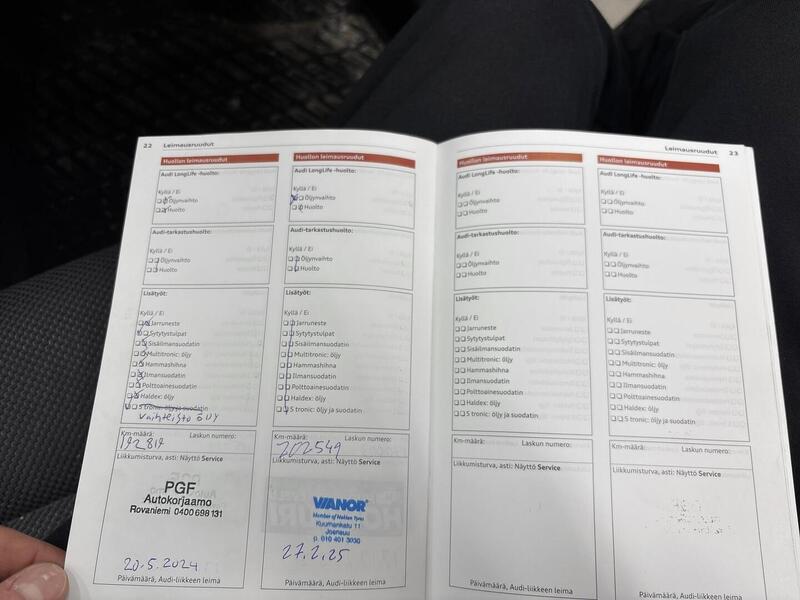 22 Leimausruudut
Huollon leimausruudut
Audi LongLife -huolto:
Kyllä / Ei
Öljynvaihto
Huolto
Audi-tarkastushuolto:
Kyllä / Ei
Öljynvaihto
Huolto
Lisätyöt:
Kyllä / Ei
Jarruneste
Sytytystulpat
Sisäilmansuodatin
Multitronic: öljy
Hammashihna
Ilmansuodatin
Polttoainesuodatin
Haldex: öljy
S tronic: öljy ja suodatin
vaihteisto öljy
Km-määrä: Laskun numero:
192 817
Liikkumisturva, asti: Näyttö Service
PGF
Autokorjaamo
Rovaniemi 0400 698 131
20.5.2024
Päivämäärä, Audi-liikkeen leima
Huollon leimausruudut
Audi LongLife -huolto:
Kyllä / Ei
Öljynvaihto
Huolto
Audi-tarkastushuolto:
Kyllä / Ei
Öljynvaihto
Huolto
Lisätyöt:
Kyllä / Ei
Jarruneste
Sytytystulpat
Sisäilmansuodatin
Multitronic: öljy
Hammashihna
Ilmansuodatin
Polttoainesuodatin
Haldex: öljy
S tronic: öljy ja suodatin
Km-määrä: Laskun numero:
202549
Liikkumisturva, asti: Näyttö Service
VIANOR
Member of Nokian Tyres
Kuurnankatu 11
Joensuu
p. 010 401 3030
27.2.25
Päivämäärä, Audi-liikkeen leima
Leimausruudut 23
Huollon leimausruudut
Audi LongLife -huolto:
Kyllä / Ei
Öljynvaihto
Huolto
Audi-tarkastushuolto:
Kyllä / Ei
Öljynvaihto
Huolto
Lisätyöt:
Kyllä / Ei
Jarruneste
Sytytystulpat
Sisäilmansuodatin
Multitronic: öljy
Hammashihna
Ilmansuodatin
Polttoainesuodatin
Haldex: öljy
S tronic: öljy ja suodatin
Km-määrä: Laskun numero:
Liikkumisturva, asti: Näyttö Service
Päivämäärä, Audi-liikkeen leima
Huollon leimausruudut
Audi LongLife -huolto:
Kyllä / Ei
Öljynvaihto
Huolto
Audi-tarkastushuolto:
Kyllä / Ei
Öljynvaihto
Huolto
Lisätyöt:
Kyllä / Ei
Jarruneste
Sytytystulpat
Sisäilmansuodatin
Multitronic: öljy
Hammashihna
Ilmansuodatin
Polttoainesuodatin
Haldex: öljy
S tronic: öljy ja suodatin
Km-määrä: Laskun numero:
Liikkumisturva, asti: Näyttö Service
Päivämäärä, Audi-liikkeen leima